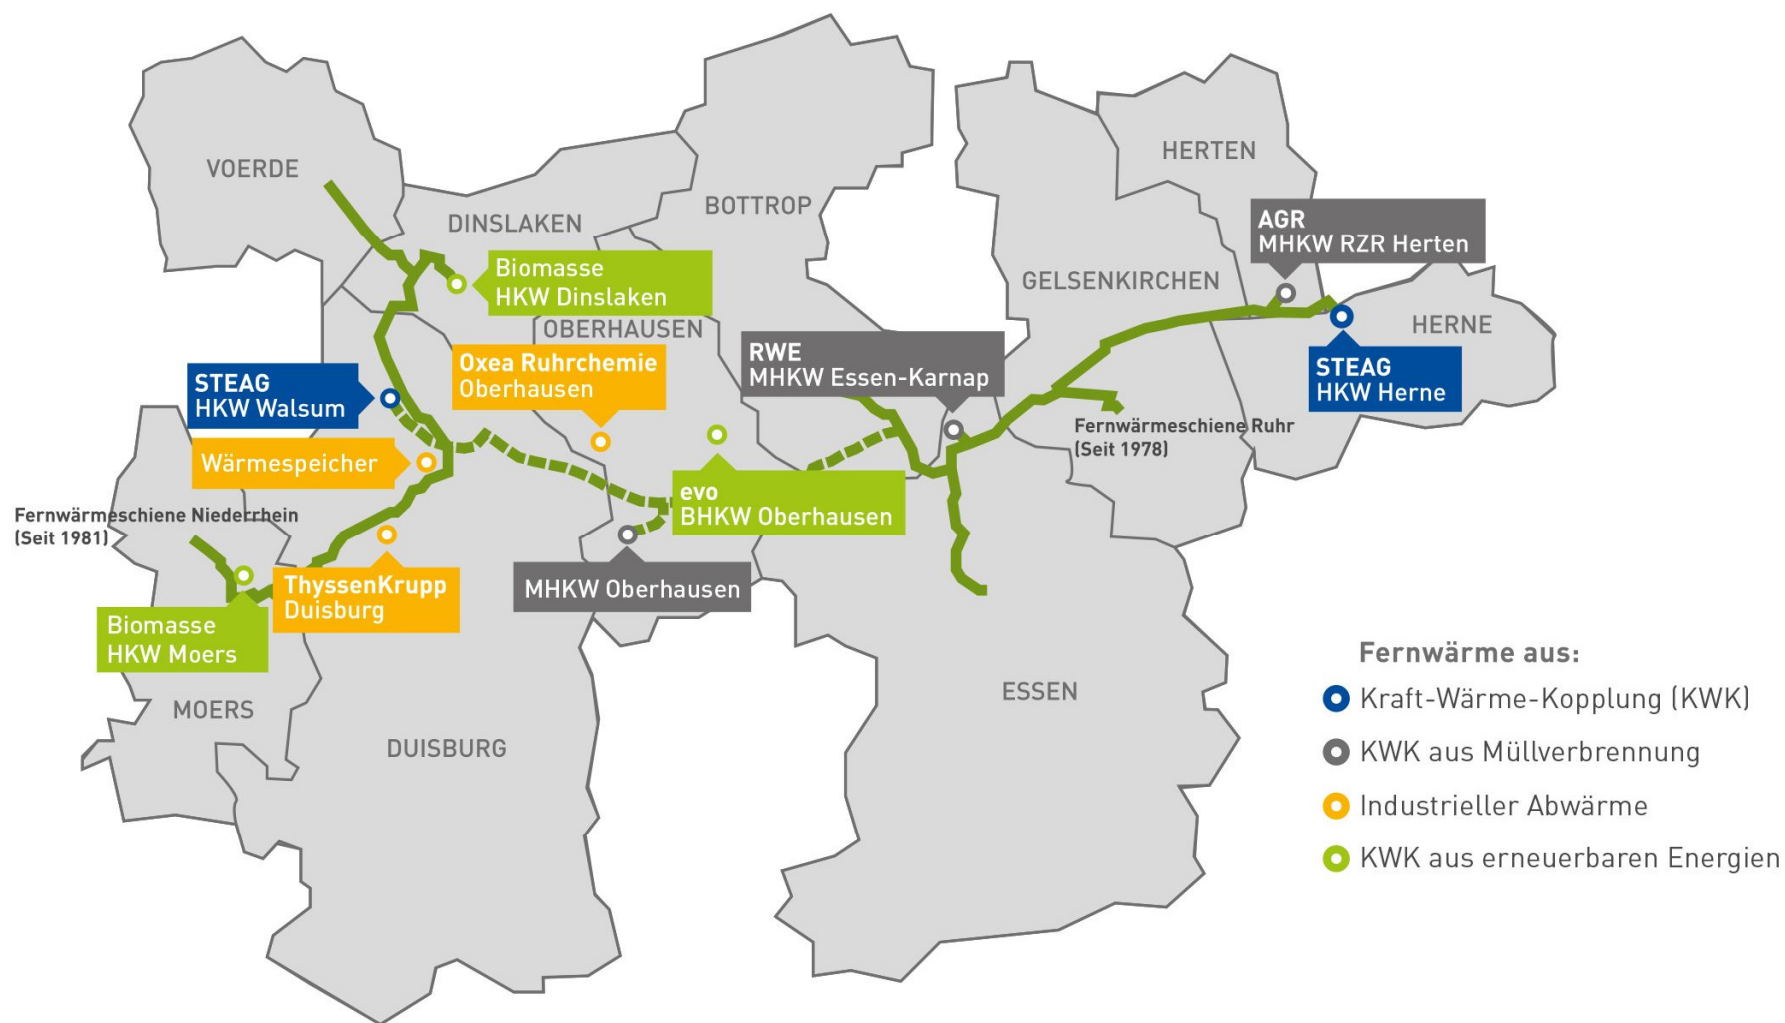 VOERDE
DINSLAKEN
BOTTROP
HERTEN
AGR
MHKW RZR Herten
GELSENKIRCHEN
Biomasse
HKW Dinslaken
OBERHAUSEN
HERNE
RWE
MHKW Essen-Karnap
Oxea Ruhrchemie
Oberhausen
STEAG
HKW Walsum
STEAG
HKW Herne
Fernwärmeschiene Ruhr
(Seit 1978)
Wärmespeicher
evo
BHKW Oberhausen
Fernwärmeschiene Niederrhein
(Seit 1981)
ThyssenKrupp
Duisburg
MHKW Oberhausen
Biomasse
HKW Moers
MOERS
DUISBURG
ESSEN
Fernwärme aus:
Kraft-Wärme-Kopplung (KWK)
KWK aus Müllverbrennung
Industrieller Abwärme
KWK aus erneuerbaren Energien